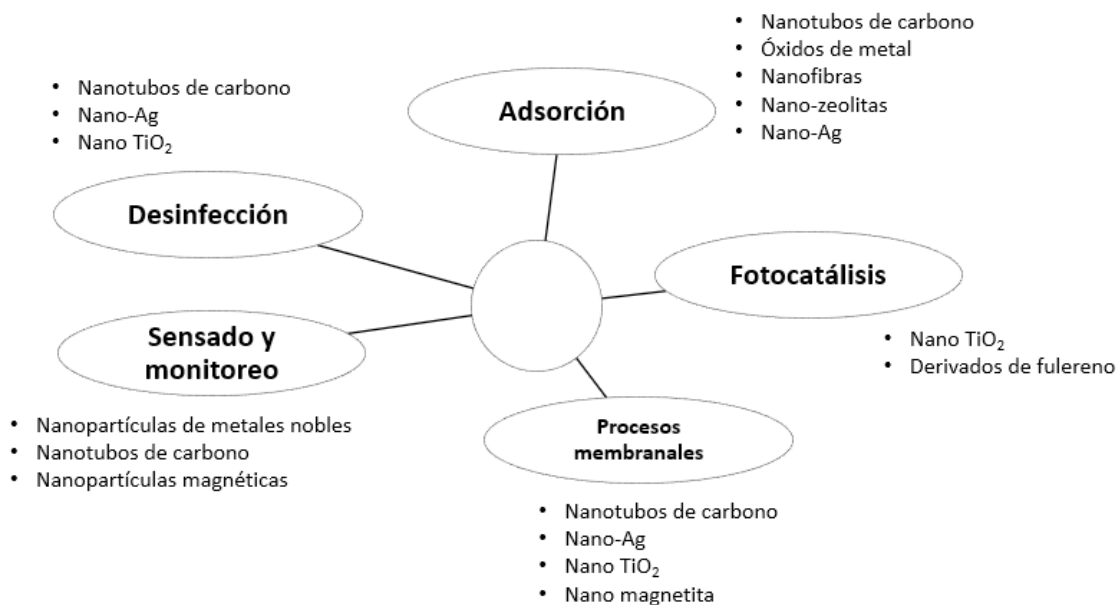 • Nanotubos de carbono
• Óxidos de metal
• Nanofibras
• Nano-zeolitas
• Nano-Ag
Adsorción
• Nanotubos de carbono
• Nano-Ag
• Nano TiO₂
Desinfección
Fotocatálisis
• Nano TiO₂
• Derivados de fulereno
Sensado y
monitoreo
• Nanopartículas de metales nobles
• Nanotubos de carbono
• Nanopartículas magnéticas
Procesos
membranales
• Nanotubos de carbono
• Nano-Ag
• Nano TiO₂
• Nano magnetita